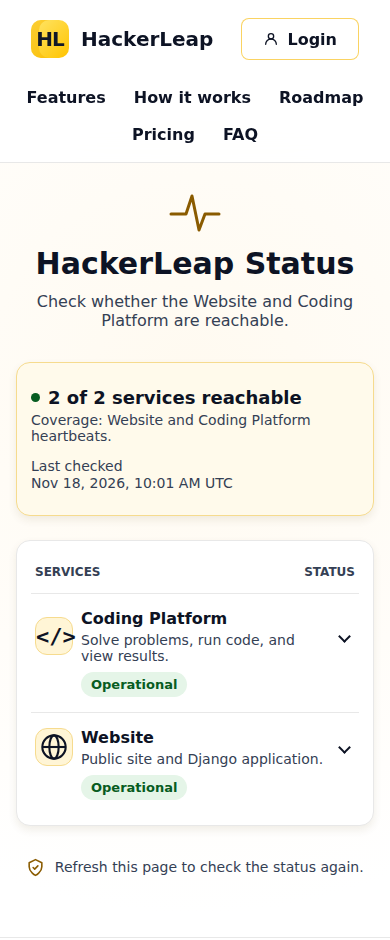 HL HackerLeap
Login
Features How it works Roadmap
Pricing FAQ
HackerLeap Status
Check whether the Website and Coding
Platform are reachable.
2 of 2 services reachable
Coverage: Website and Coding Platform
heartbeats.
Last checked
Nov 18, 2026, 10:01 AM UTC
SERVICES STATUS
</> Coding Platform
Solve problems, run code, and
view results.
Operational
Website
Public site and Django application.
Operational
Refresh this page to check the status again.